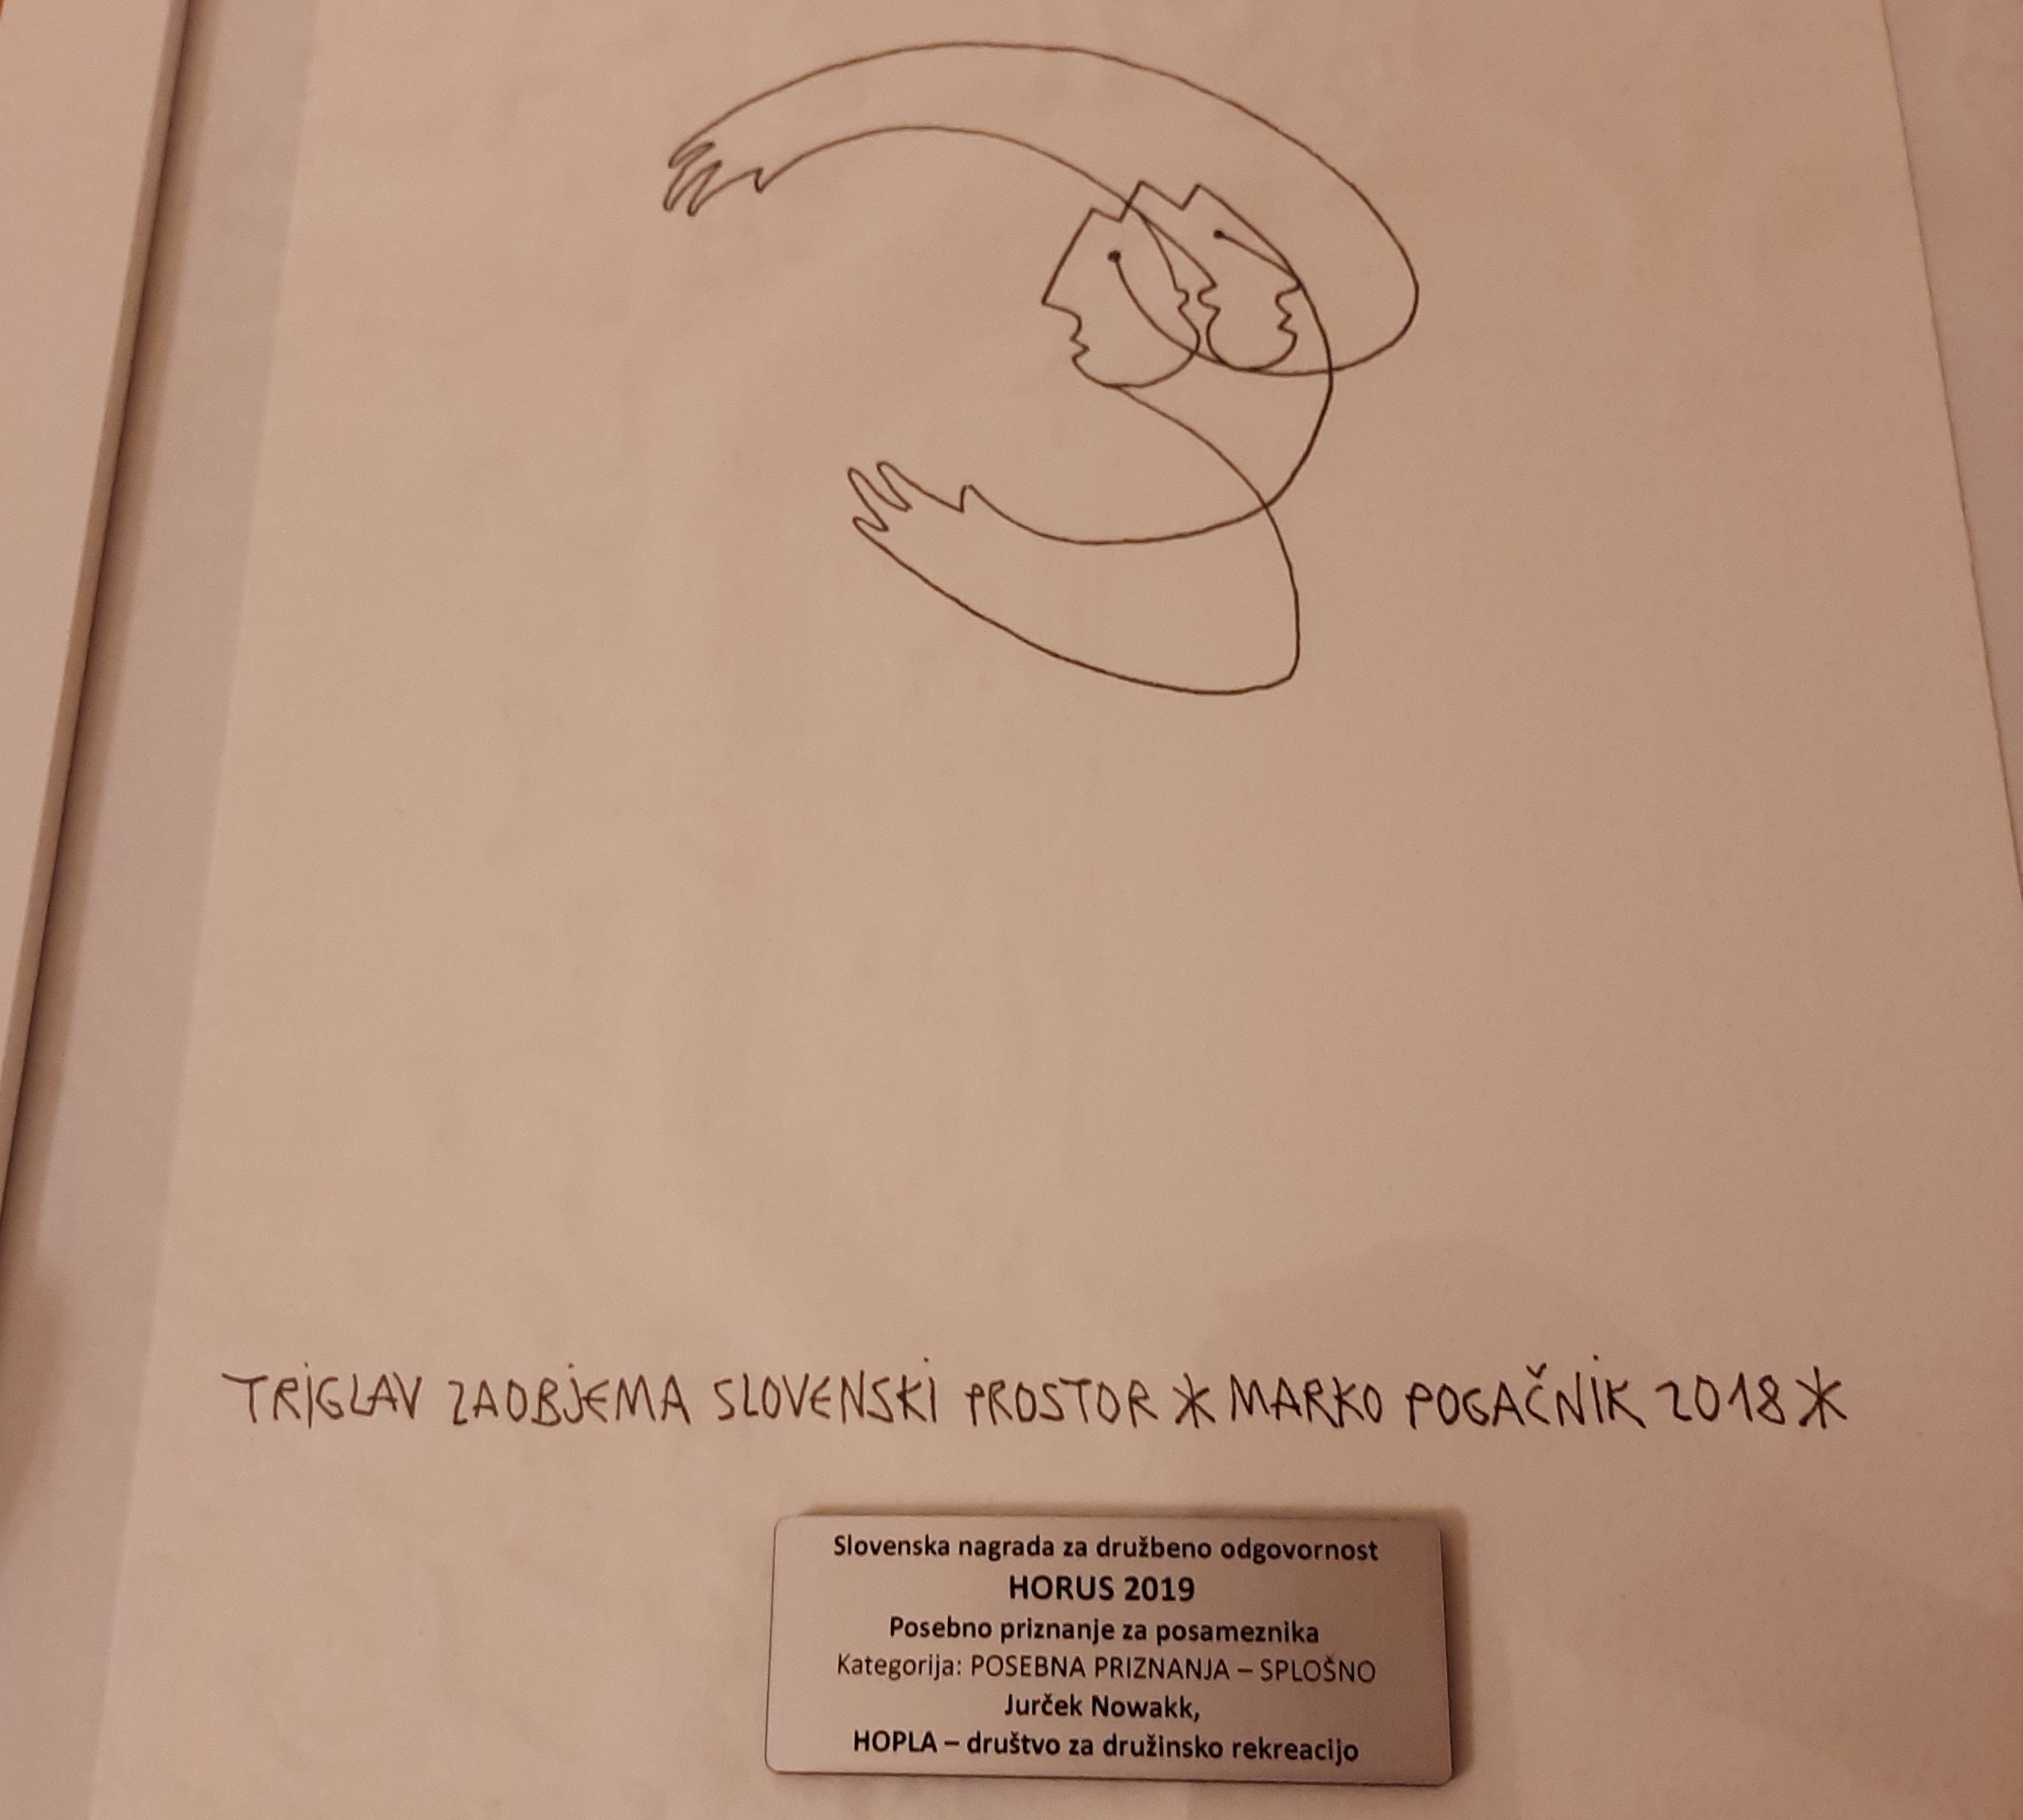 TRIGLAV ZAOBJEMA SLOVENSKI PROSTOR * MARKO POGAČNIK 2018 *
Slovenska nagrada za družbeno odgovornost
HORUS 2019
Posebno priznanje za posameznika
Kategorija: POSEBNA PRIZNANJA – SPLOŠNO
Jurček Nowakk,
HOPLA – društvo za družinsko rekreacijo